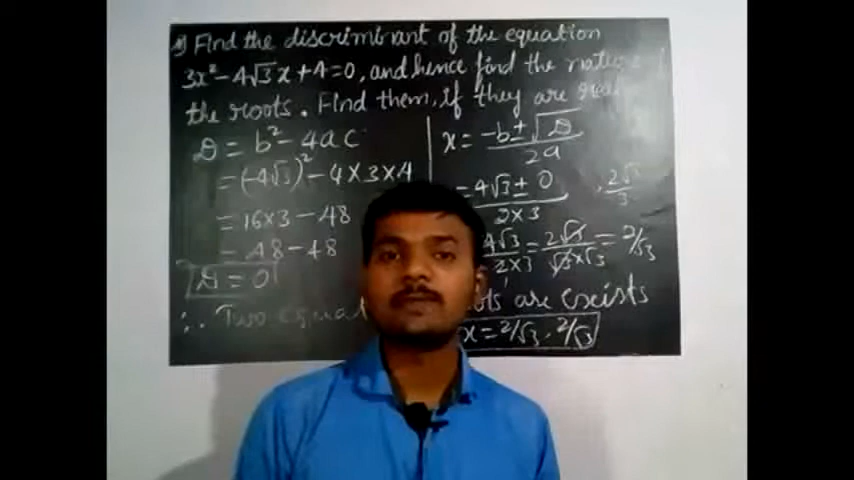 Find the discriminant of the equation
3x² - 4√3 x + 4 = 0, and hence find the
the roots. Find them, if they are
D = b² - 4ac
= (-4√3)² - 4×3×4
= 16×3 - 48
= 48 - 48
D = 0
∴ Two equal
x = -b ± √D / 2a
= 4√3 ± 0 / 2×3
, 2√3 / 3
4√3 / 2×3 = 2√3 / √3×√3 = 2/√3
are exists
x = 2/√3, 2/√3